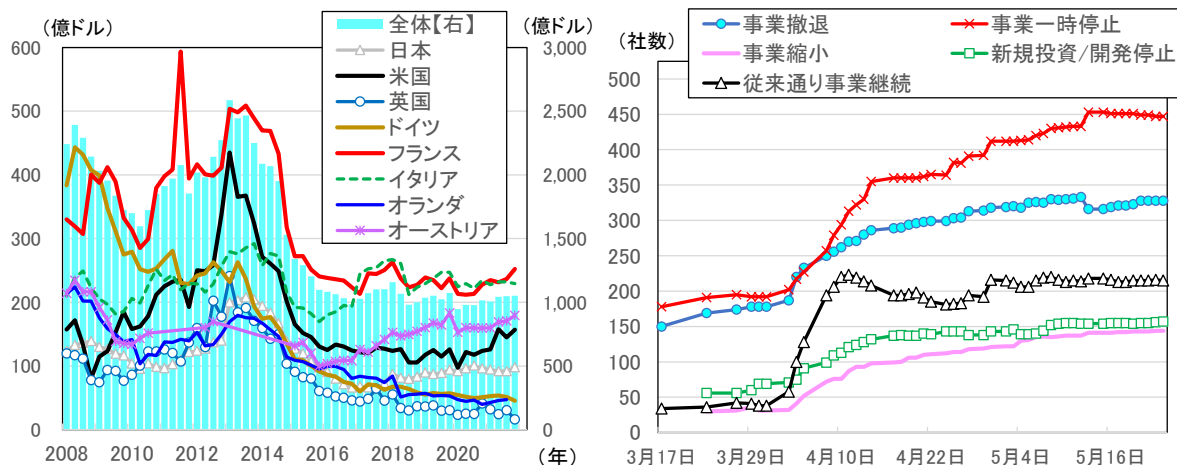 (億ドル)
(億ドル)
全体【右】
日本
米国
英国
ドイツ
フランス
イタリア
オランダ
オーストリア
600
500
400
300
200
100
0
3,000
2,500
2,000
1,500
1,000
500
0
2008 2010 2012 2014 2016 2018 2020
(年)
(社数)
事業撤退
事業一時停止
事業縮小
新規投資/開発停止
従来通り事業継続
500
450
400
350
300
250
200
150
100
50
0
3月17日 3月29日 4月10日 4月22日 5月4日 5月16日